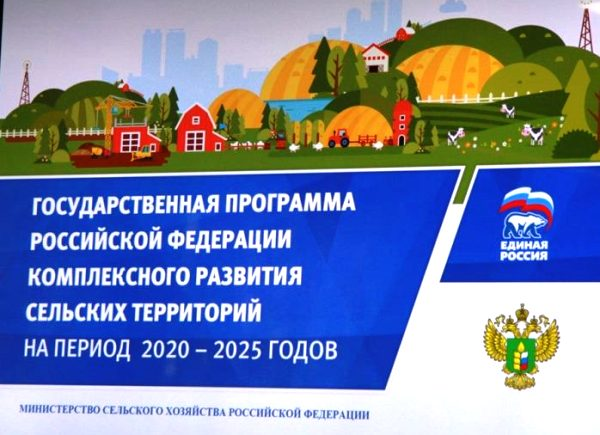 ГОСУДАРСТВЕННАЯ ПРОГРАММА
РОССИЙСКОЙ ФЕДЕРАЦИИ
КОМПЛЕКСНОГО РАЗВИТИЯ
СЕЛЬСКИХ ТЕРРИТОРИЙ
НА ПЕРИОД 2020 – 2025 ГОДОВ
ЕДИНАЯ
РОССИЯ
МИНИСТЕРСТВО СЕЛЬСКОГО ХОЗЯЙСТВА РОССИЙСКОЙ ФЕДЕРАЦИИ